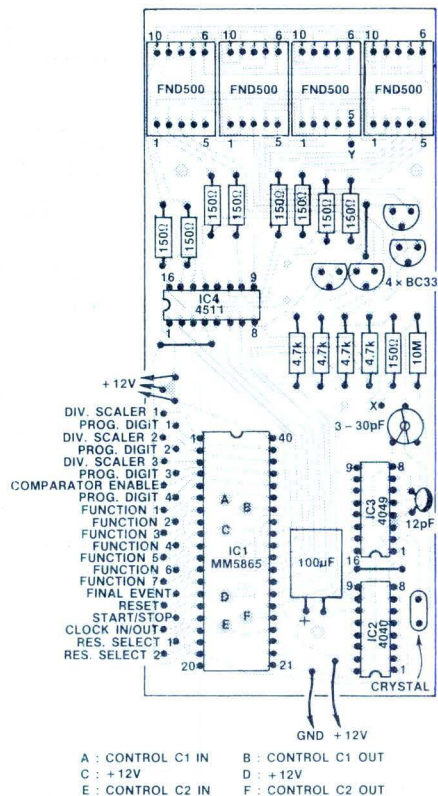 10 6 10 6 10 6 10 6
FND500 FND500 FND500 FND500
1 5 1 5 1 5 1 5
Y
150Ω 150Ω 150Ω 150Ω 150Ω 150Ω
150Ω 150Ω
16 9
IC4
4511
1 8
4 × BC33
4.7k 4.7k 4.7k 4.7k 150Ω 10M
+12V
X
3–30pF
DIV. SCALER 1
PROG. DIGIT 1
DIV. SCALER 2
PROG. DIGIT 2
DIV. SCALER 3
PROG. DIGIT 3
COMPARATOR ENABLE
PROG. DIGIT 4
FUNCTION 1
FUNCTION 2
FUNCTION 3
FUNCTION 4
FUNCTION 5
FUNCTION 6
FUNCTION 7
FINAL EVENT
RESET
START/STOP
CLOCK IN/OUT
RES. SELECT 1
RES. SELECT 2
1 40
A
B
C
IC1
MM5865
D
F
E
20 21
100µF
+
9 8
IC3
4049
16 1
12pF
9 8
IC2
4040
1
CRYSTAL
GND +12V
A : CONTROL C1 IN B : CONTROL C1 OUT
C : +12V D : +12V
E : CONTROL C2 IN F : CONTROL C2 OUT